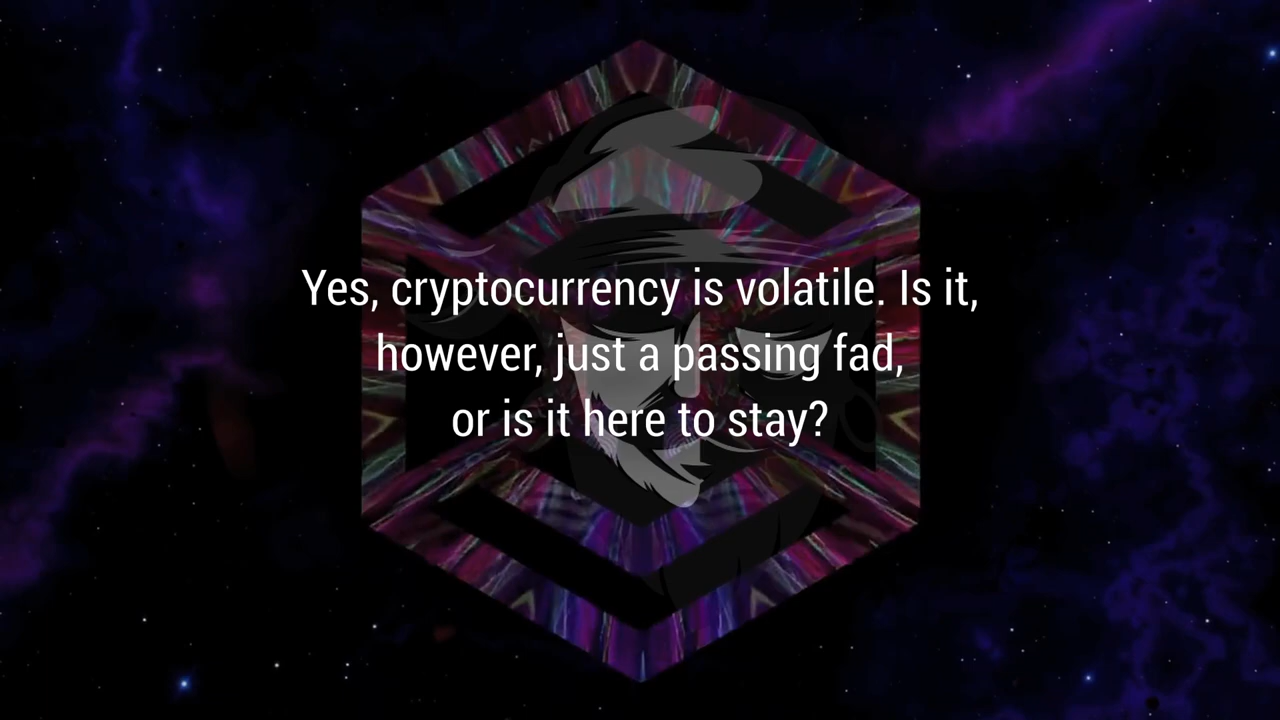 Yes, cryptocurrency is volatile. Is it,
however, just a passing fad,
or is it here to stay?